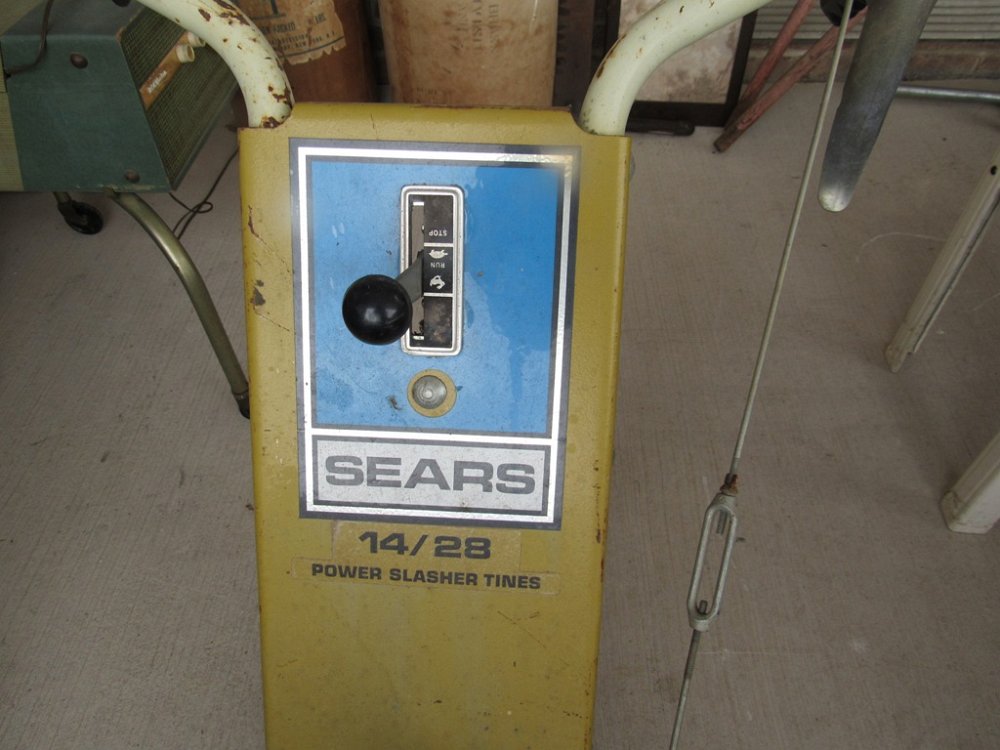 STOP
RUN
SEARS
14/28
POWER SLASHER TINES